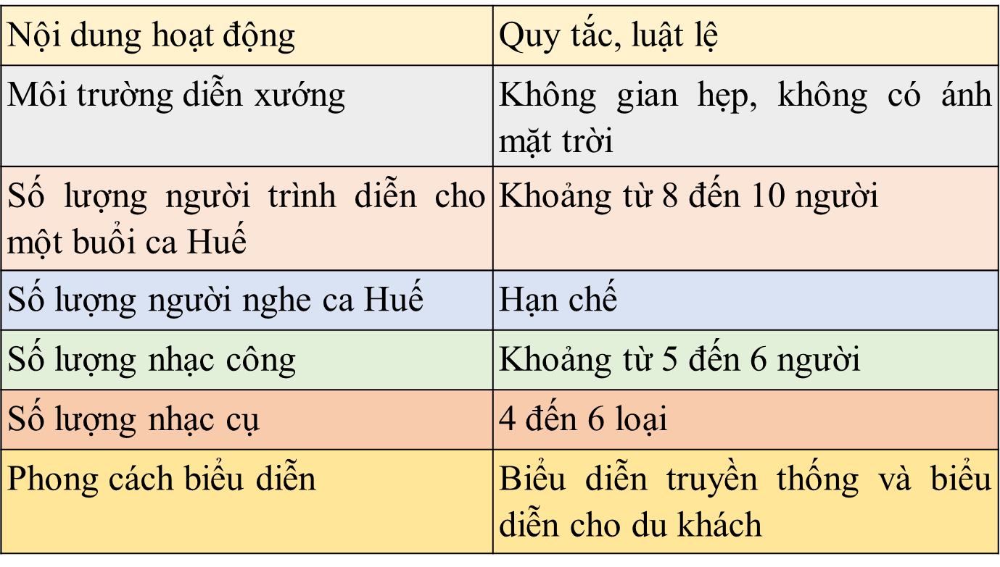 Nội dung hoạt động
Quy tắc, luật lệ
Môi trường diễn xướng
Không gian hẹp, không có ánh
mặt trời
Số lượng người trình diễn cho
một buổi ca Huế
Khoảng từ 8 đến 10 người
Số lượng người nghe ca Huế
Hạn chế
Số lượng nhạc công
Khoảng từ 5 đến 6 người
Số lượng nhạc cụ
4 đến 6 loại
Phong cách biểu diễn
Biểu diễn truyền thống và biểu
diễn cho du khách